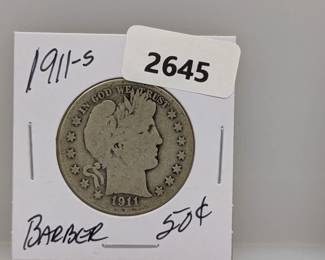 1911-S
2645
IN GOD WE TRUST
1911
BARBER 50¢